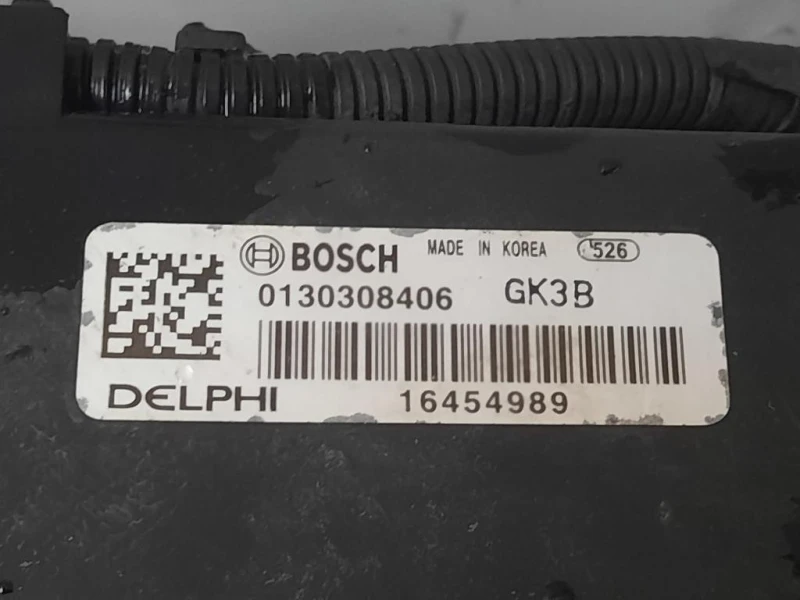 BOSCH MADE IN KOREA 526
0130308406 GK3B
DELPHI 16454989